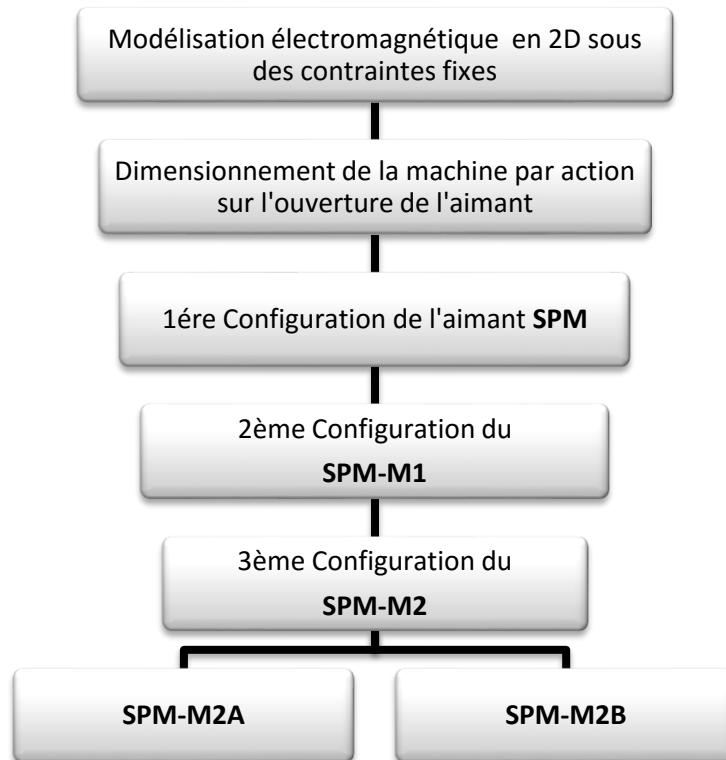 Modélisation électromagnétique en 2D sous
des contraintes fixes
Dimensionnement de la machine par action
sur l'ouverture de l'aimant
1ére Configuration de l'aimant SPM
2ème Configuration du
SPM-M1
3ème Configuration du
SPM-M2
SPM-M2A
SPM-M2B